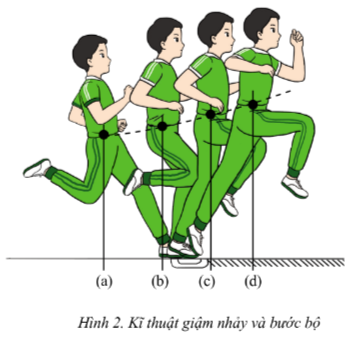 (a) (b) (c) (d)
Hình 2. Kĩ thuật giậm nhảy và bước bộ